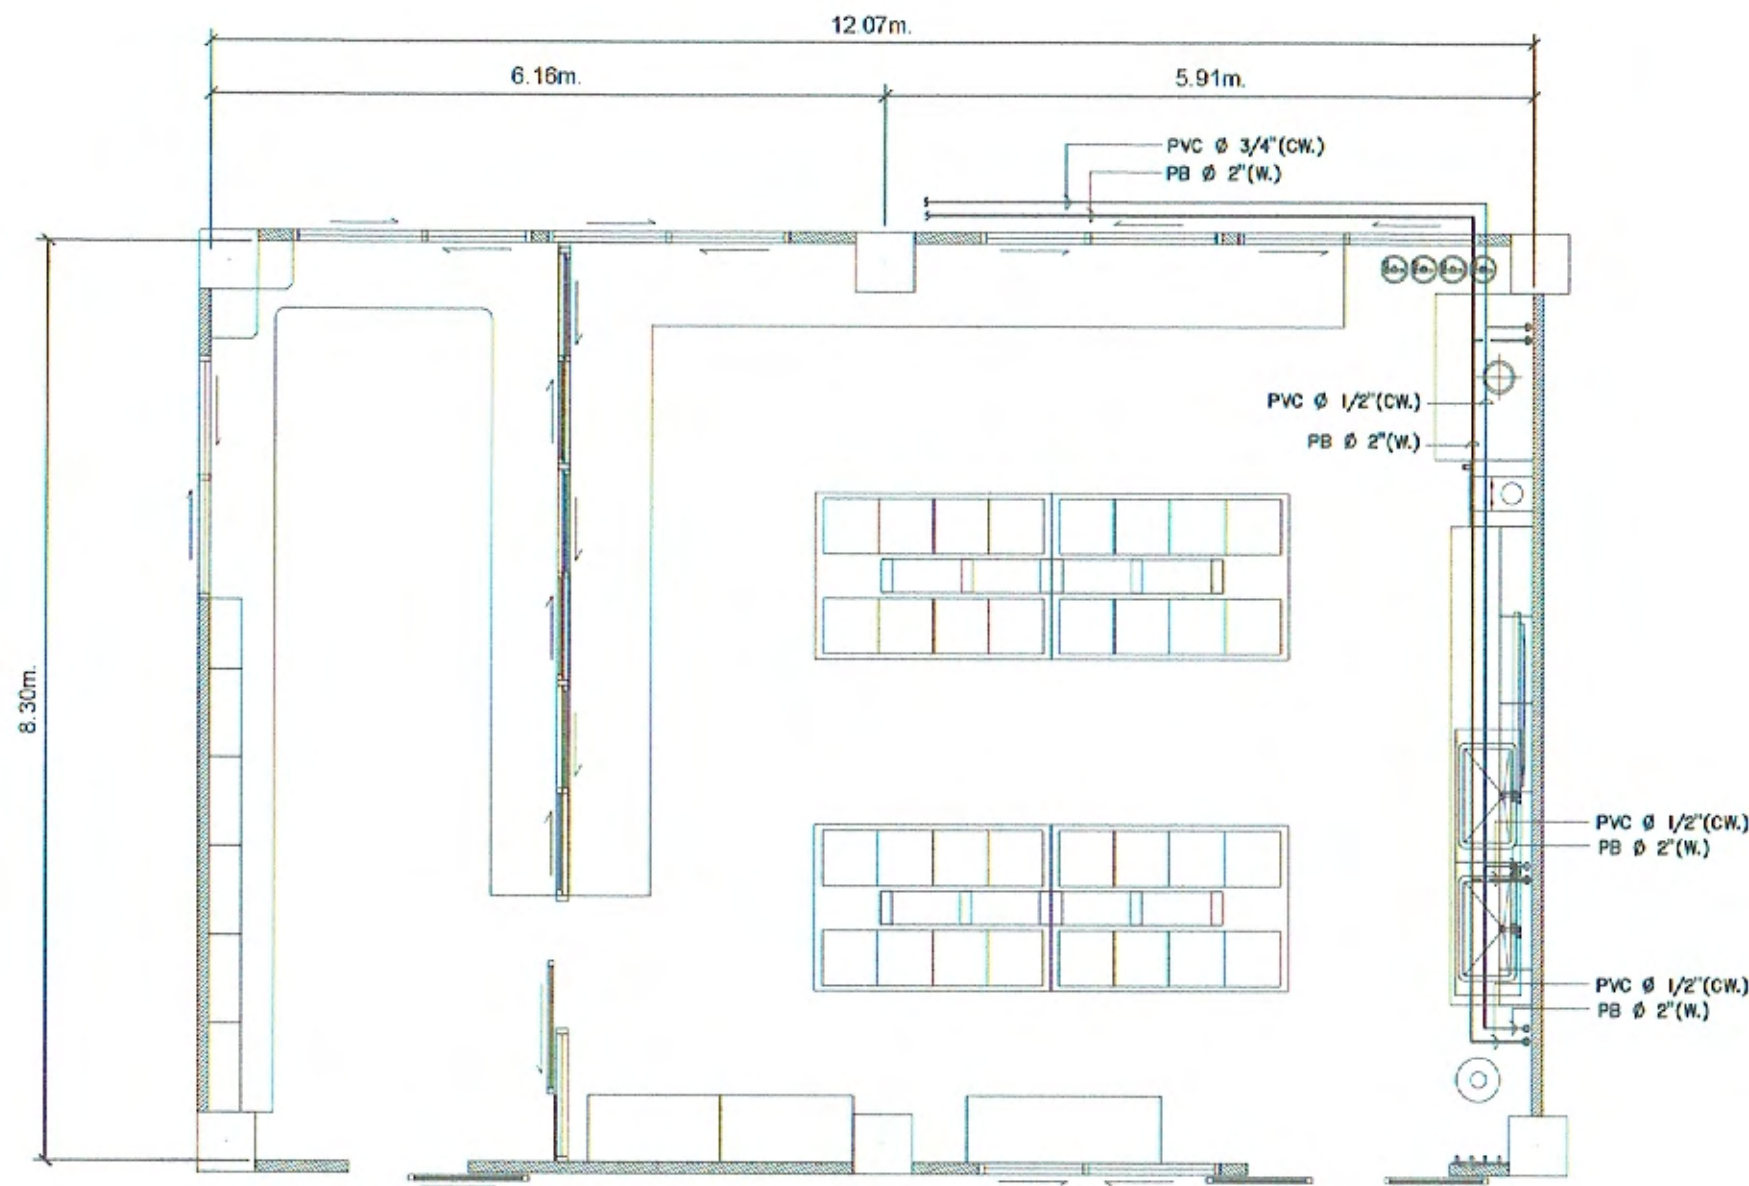 12.07m.
6.16m.
5.91m.
PVC Ø 3/4"(CW.)
PB Ø 2"(W.)
PVC Ø 1/2"(CW.)
PB Ø 2"(W.)
8.30m.
PVC Ø 1/2"(CW.)
PB Ø 2"(W.)
PVC Ø 1/2"(CW.)
PB Ø 2"(W.)